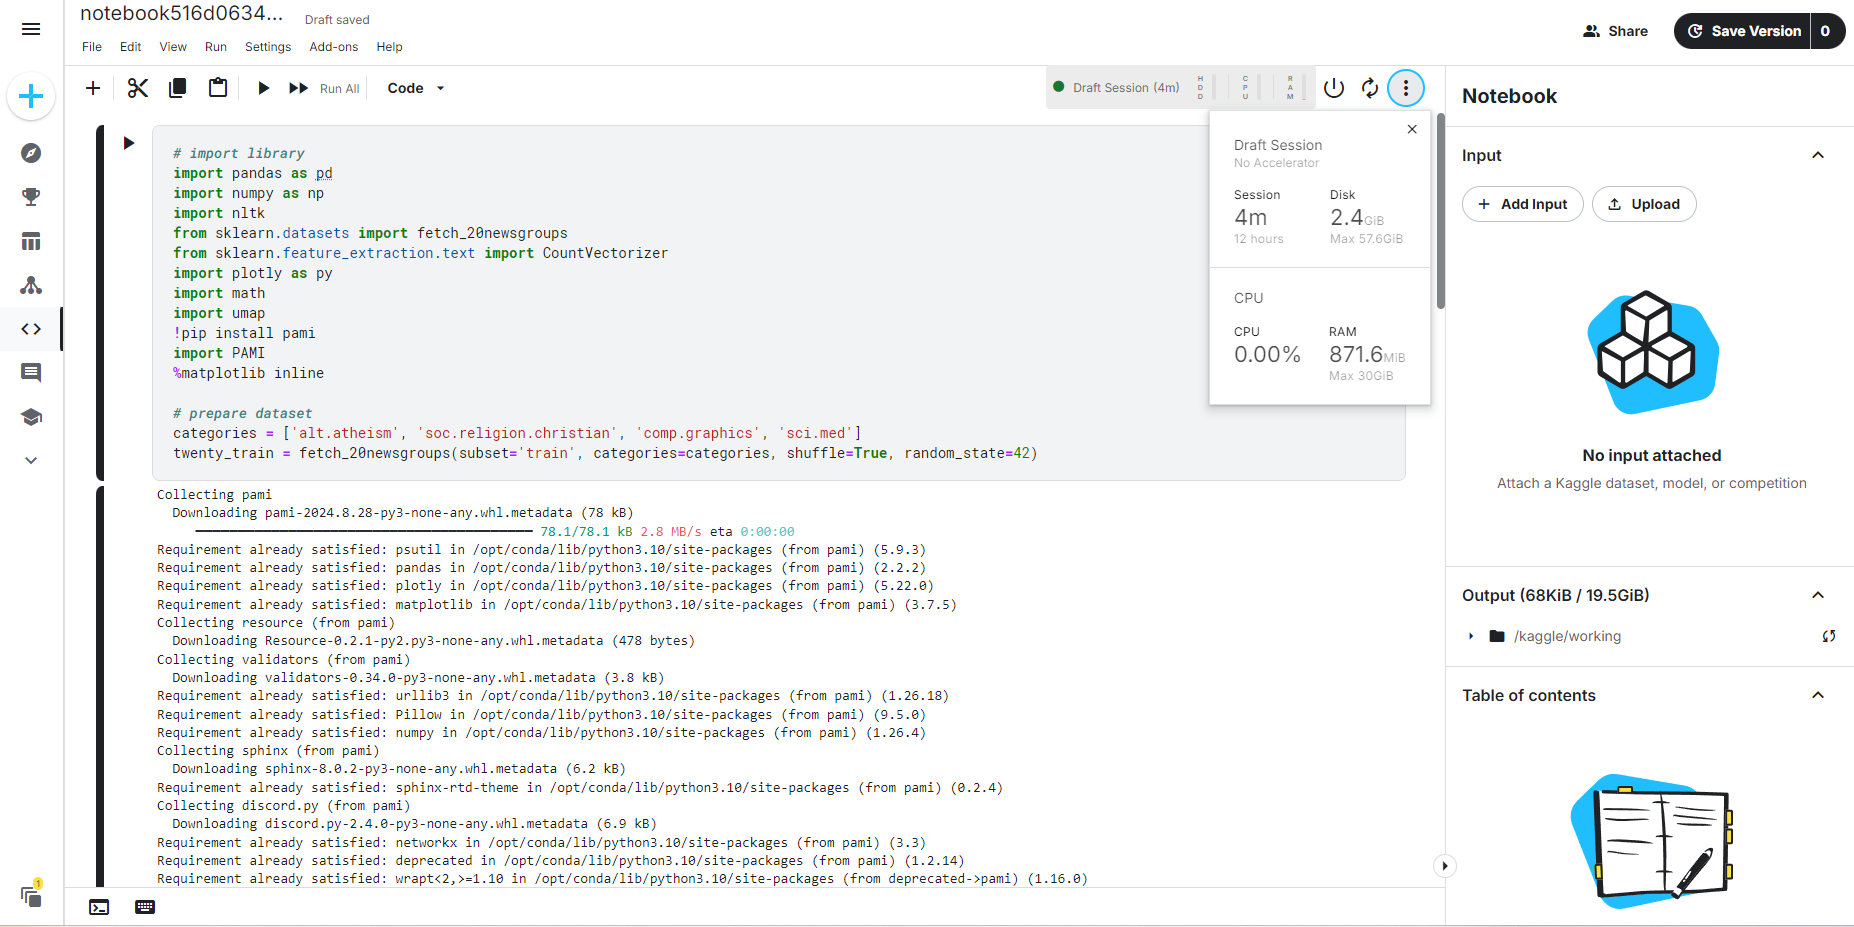 notebook516d0634...
Draft saved
File Edit View Run Settings Add-ons Help
Share
Save Version 0
Run All
Code
Draft Session (4m)
HDD
CPU
RAM
Draft Session
No Accelerator
Session
4m
12 hours
Disk
2.4GiB
Max 57.6GiB
CPU
CPU
0.00%
RAM
871.6MiB
Max 30GiB
# import library
import pandas as pd
import numpy as np
import nltk
from sklearn.datasets import fetch_20newsgroups
from sklearn.feature_extraction.text import CountVectorizer
import plotly as py
import math
import umap
!pip install pami
import PAMI
%matplotlib inline
# prepare dataset
categories = ['alt.atheism', 'soc.religion.christian', 'comp.graphics', 'sci.med']
twenty_train = fetch_20newsgroups(subset='train', categories=categories, shuffle=True, random_state=42)
Collecting pami
Downloading pami-2024.8.28-py3-none-any.whl.metadata (78 kB)
78.1/78.1 kB 2.8 MB/s eta 0:00:00
Requirement already satisfied: psutil in /opt/conda/lib/python3.10/site-packages (from pami) (5.9.3)
Requirement already satisfied: pandas in /opt/conda/lib/python3.10/site-packages (from pami) (2.2.2)
Requirement already satisfied: plotly in /opt/conda/lib/python3.10/site-packages (from pami) (5.22.0)
Requirement already satisfied: matplotlib in /opt/conda/lib/python3.10/site-packages (from pami) (3.7.5)
Collecting resource (from pami)
Downloading Resource-0.2.1-py2.py3-none-any.whl.metadata (478 bytes)
Collecting validators (from pami)
Downloading validators-0.34.0-py3-none-any.whl.metadata (3.8 kB)
Requirement already satisfied: urllib3 in /opt/conda/lib/python3.10/site-packages (from pami) (1.26.18)
Requirement already satisfied: Pillow in /opt/conda/lib/python3.10/site-packages (from pami) (9.5.0)
Requirement already satisfied: numpy in /opt/conda/lib/python3.10/site-packages (from pami) (1.26.4)
Collecting sphinx (from pami)
Downloading sphinx-8.0.2-py3-none-any.whl.metadata (6.2 kB)
Requirement already satisfied: sphinx-rtd-theme in /opt/conda/lib/python3.10/site-packages (from pami) (0.2.4)
Collecting discord.py (from pami)
Downloading discord.py-2.4.0-py3-none-any.whl.metadata (6.9 kB)
Requirement already satisfied: networkx in /opt/conda/lib/python3.10/site-packages (from pami) (3.3)
Requirement already satisfied: deprecated in /opt/conda/lib/python3.10/site-packages (from pami) (1.2.14)
Requirement already satisfied: wrapt<2,>=1.10 in /opt/conda/lib/python3.10/site-packages (from deprecated->pami) (1.16.0)
Notebook
Input
Add Input
Upload
No input attached
Attach a Kaggle dataset, model, or competition
Output (68KiB / 19.5GiB)
/kaggle/working
Table of contents
1